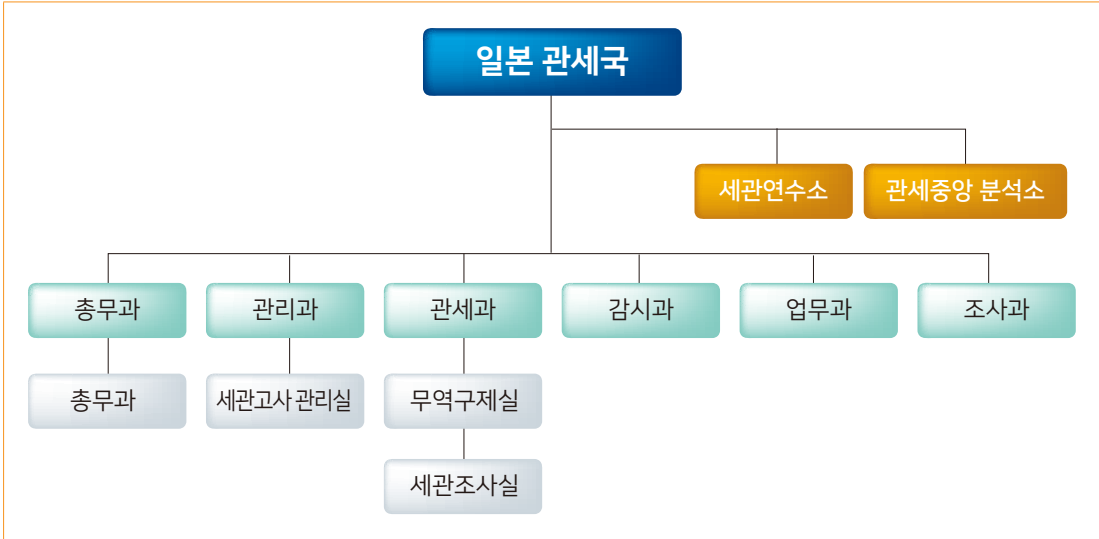 일본 관세국
세관연수소
관세중앙 분석소
총무과
관리과
관세과
감시과
업무과
조사과
총무과
세관고사 관리실
무역구제실
세관조사실